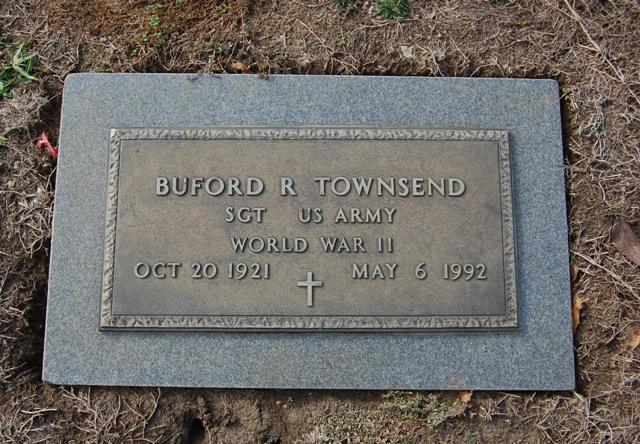 BUFORD R TOWNSEND
SGT US ARMY
WORLD WAR II
OCT 20 1921 MAY 6 1992